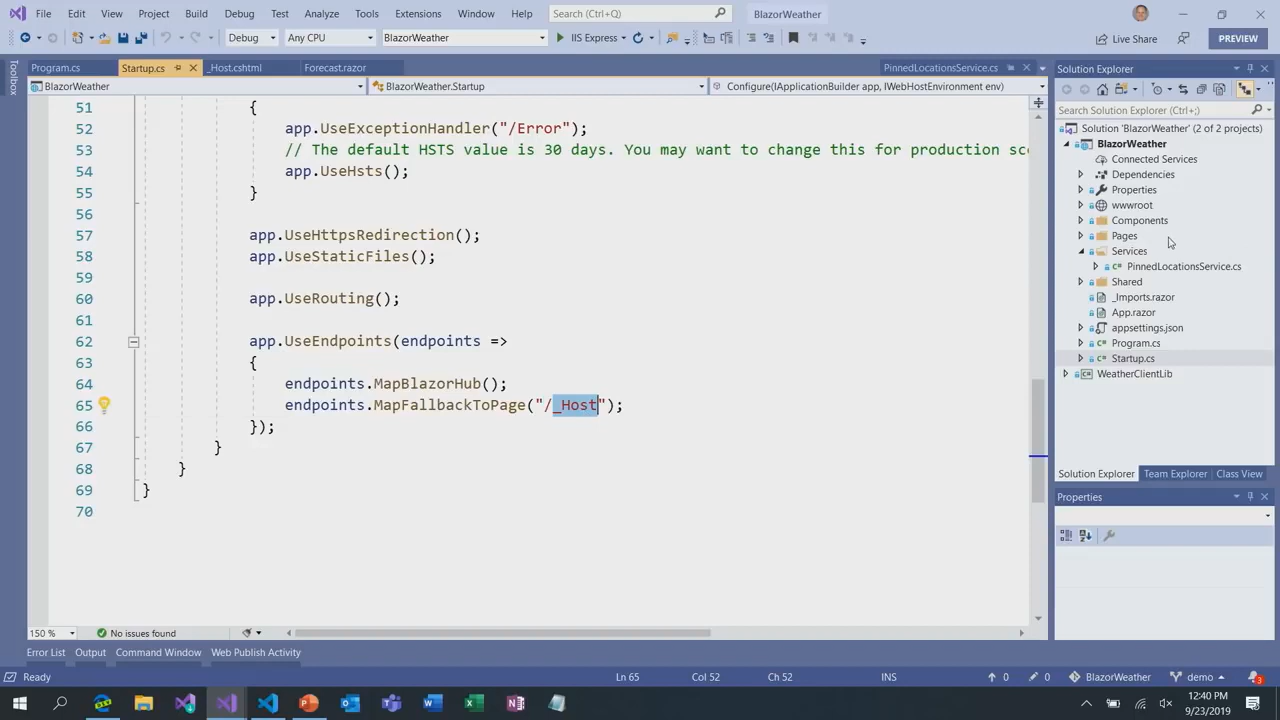 File Edit View Project Build Debug Test Analyze Tools Extensions Window Help Search (Ctrl+Q) BlazorWeather
Debug Any CPU BlazorWeather IIS Express Live Share PREVIEW
Toolbox
Program.cs Startup.cs _Host.cshtml Forecast.razor PinnedLocationsService.cs
BlazorWeather BlazorWeather.Startup Configure(IApplicationBuilder app, IWebHostEnvironment env)
51 {
52 app.UseExceptionHandler("/Error");
53 // The default HSTS value is 30 days. You may want to change this for production sce
54 app.UseHsts();
55 }
56
57 app.UseHttpsRedirection();
58 app.UseStaticFiles();
59
60 app.UseRouting();
61
62 app.UseEndpoints(endpoints =>
63 {
64 endpoints.MapBlazorHub();
65 endpoints.MapFallbackToPage("/_Host");
66 });
67 }
68 }
69 }
70
150 % No issues found
Solution Explorer
Search Solution Explorer (Ctrl+;)
Solution 'BlazorWeather' (2 of 2 projects)
BlazorWeather
Connected Services
Dependencies
Properties
wwwroot
Components
Pages
Services
PinnedLocationsService.cs
Shared
_Imports.razor
App.razor
appsettings.json
Program.cs
Startup.cs
WeatherClientLib
Solution Explorer Team Explorer Class View
Properties
Error List Output Command Window Web Publish Activity
Ready Ln 65 Col 52 Ch 52 INS 0 0 BlazorWeather demo 3
12:40 PM
9/23/2019